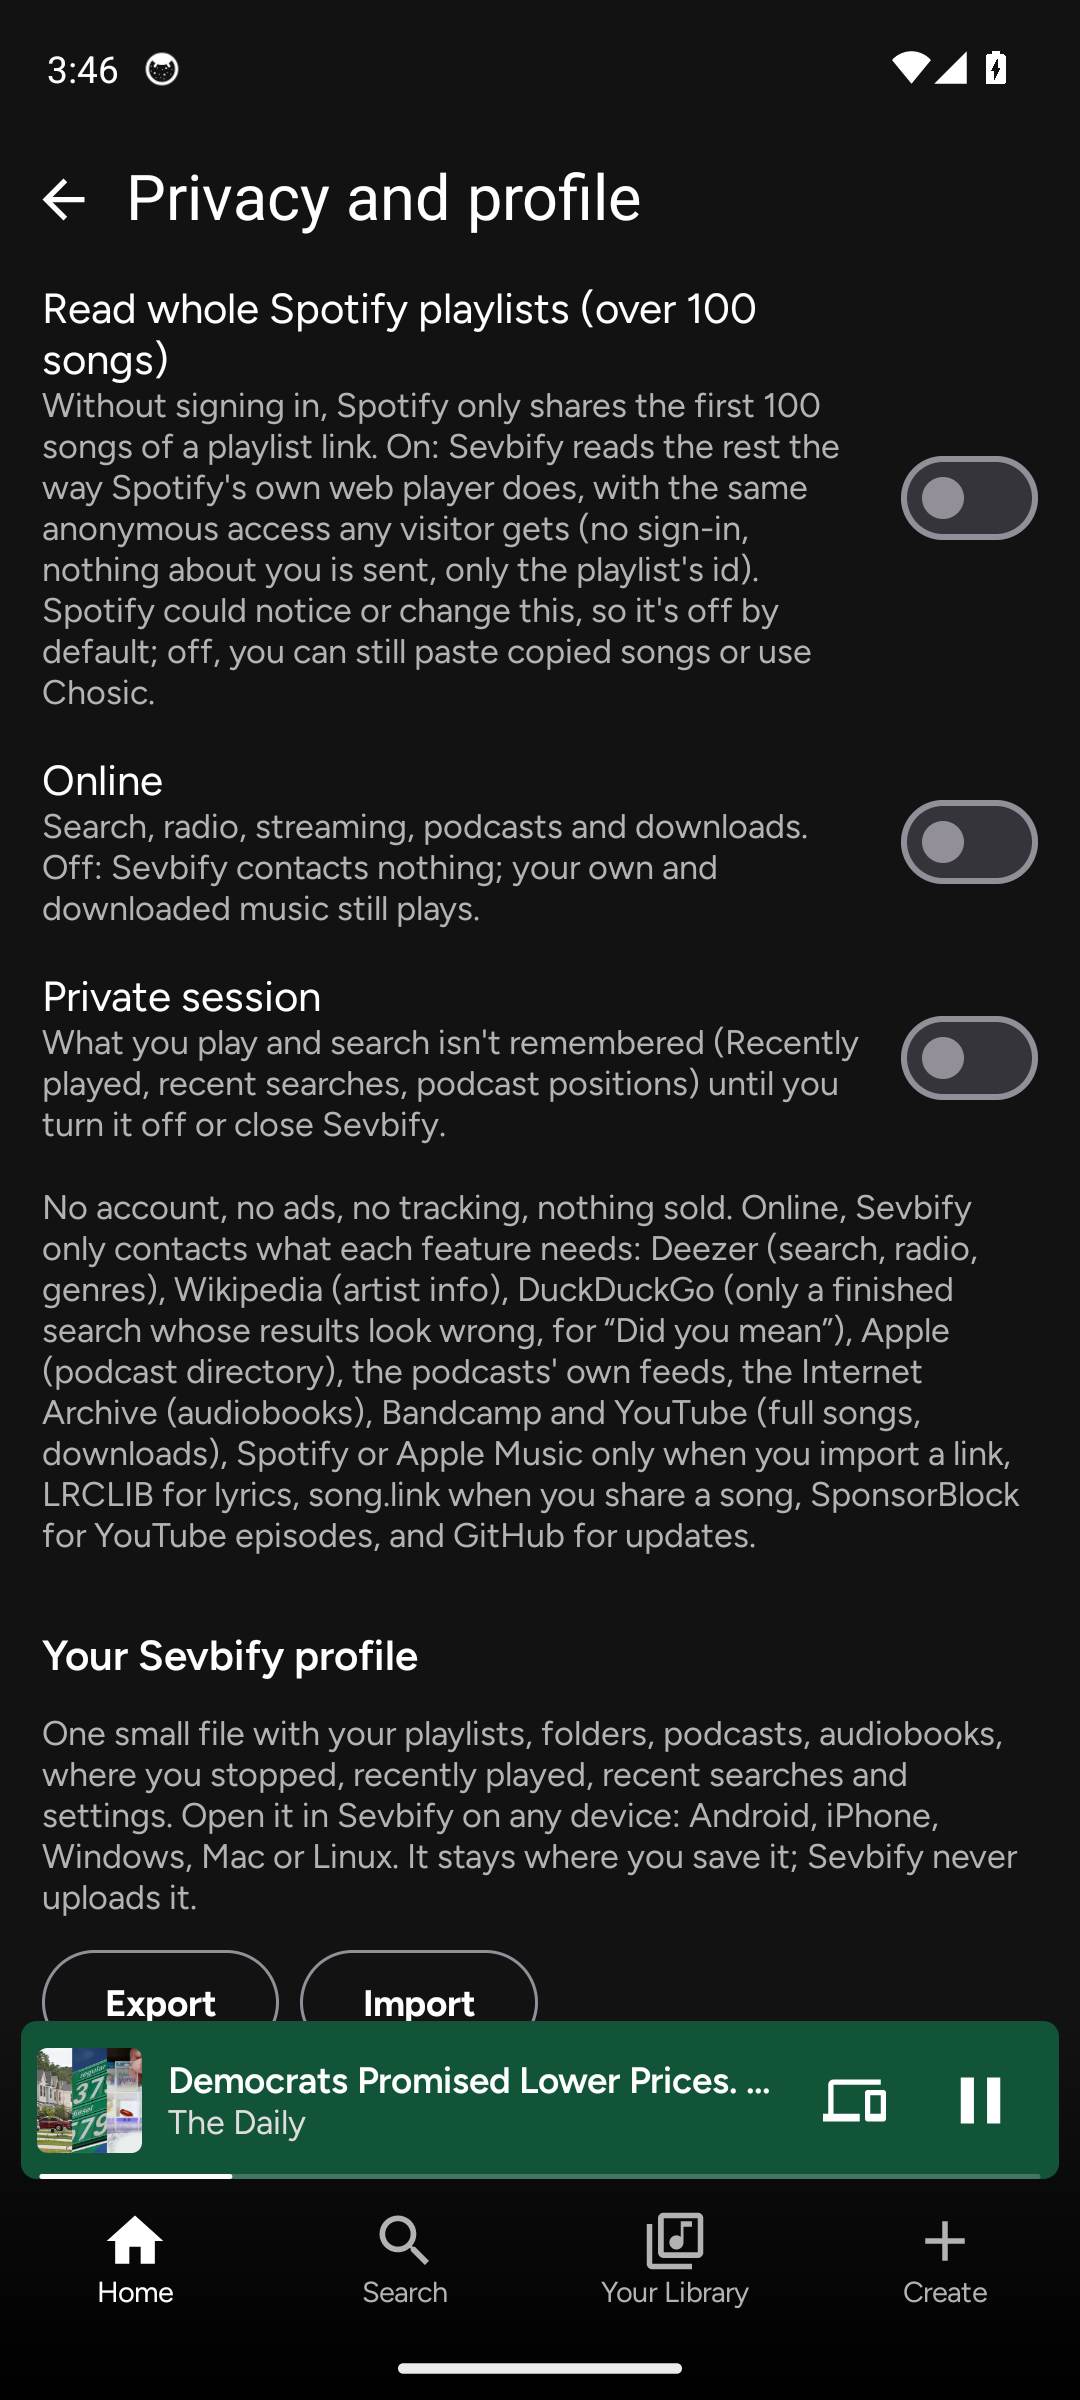 3:46
Privacy and profile
Read whole Spotify playlists (over 100
songs)
Without signing in, Spotify only shares the first 100
songs of a playlist link. On: Sevbify reads the rest the
way Spotify's own web player does, with the same
anonymous access any visitor gets (no sign-in,
nothing about you is sent, only the playlist's id).
Spotify could notice or change this, so it's off by
default; off, you can still paste copied songs or use
Chosic.
Online
Search, radio, streaming, podcasts and downloads.
Off: Sevbify contacts nothing; your own and
downloaded music still plays.
Private session
What you play and search isn't remembered (Recently
played, recent searches, podcast positions) until you
turn it off or close Sevbify.
No account, no ads, no tracking, nothing sold. Online, Sevbify
only contacts what each feature needs: Deezer (search, radio,
genres), Wikipedia (artist info), DuckDuckGo (only a finished
search whose results look wrong, for “Did you mean”), Apple
(podcast directory), the podcasts' own feeds, the Internet
Archive (audiobooks), Bandcamp and YouTube (full songs,
downloads), Spotify or Apple Music only when you import a link,
LRCLIB for lyrics, song.link when you share a song, SponsorBlock
for YouTube episodes, and GitHub for updates.
Your Sevbify profile
One small file with your playlists, folders, podcasts, audiobooks,
where you stopped, recently played, recent searches and
settings. Open it in Sevbify on any device: Android, iPhone,
Windows, Mac or Linux. It stays where you save it; Sevbify never
uploads it.
Export Import
Democrats Promised Lower Prices. ...
The Daily
Home Search Your Library Create